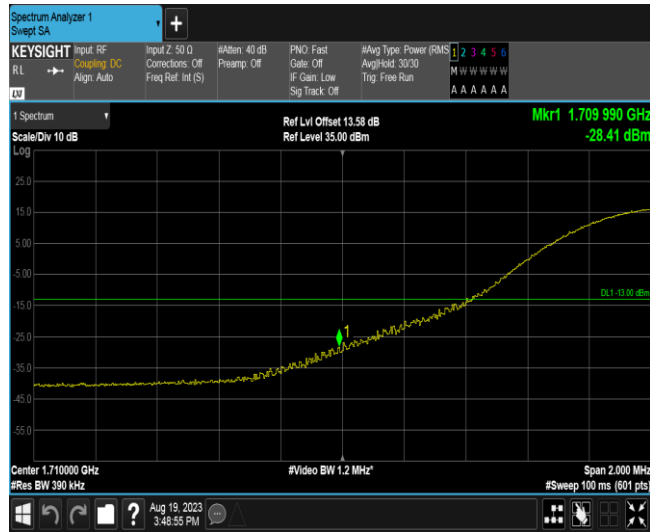 Spectrum Analyzer 1
Swept SA
+
KEYSIGHT
RL
LXI
Input: RF
Coupling: DC
Align: Auto
Input Z: 50 Ω
Corrections: Off
Freq Ref: Int (S)
#Atten: 40 dB
Preamp: Off
PNO: Fast
Gate: Off
IF Gain: Low
Sig Track: Off
#Avg Type: Power (RMS
Avg|Hold: 30/30
Trig: Free Run
1 2 3 4 5 6
M W W W W W
A A A A A A
1 Spectrum
Scale/Div 10 dB
Ref Lvl Offset 13.58 dB
Ref Level 35.00 dBm
Mkr1 1.709 990 GHz
-28.41 dBm
Log
25.0
15.0
5.00
-5.00
DL1 -13.00 dBm
-15.0
-25.0
1
-35.0
-45.0
-55.0
Center 1.710000 GHz
#Res BW 390 kHz
#Video BW 1.2 MHz*
Span 2.000 MHz
#Sweep 100 ms (601 pts)
?
Aug 19, 2023
3:48:55 PM